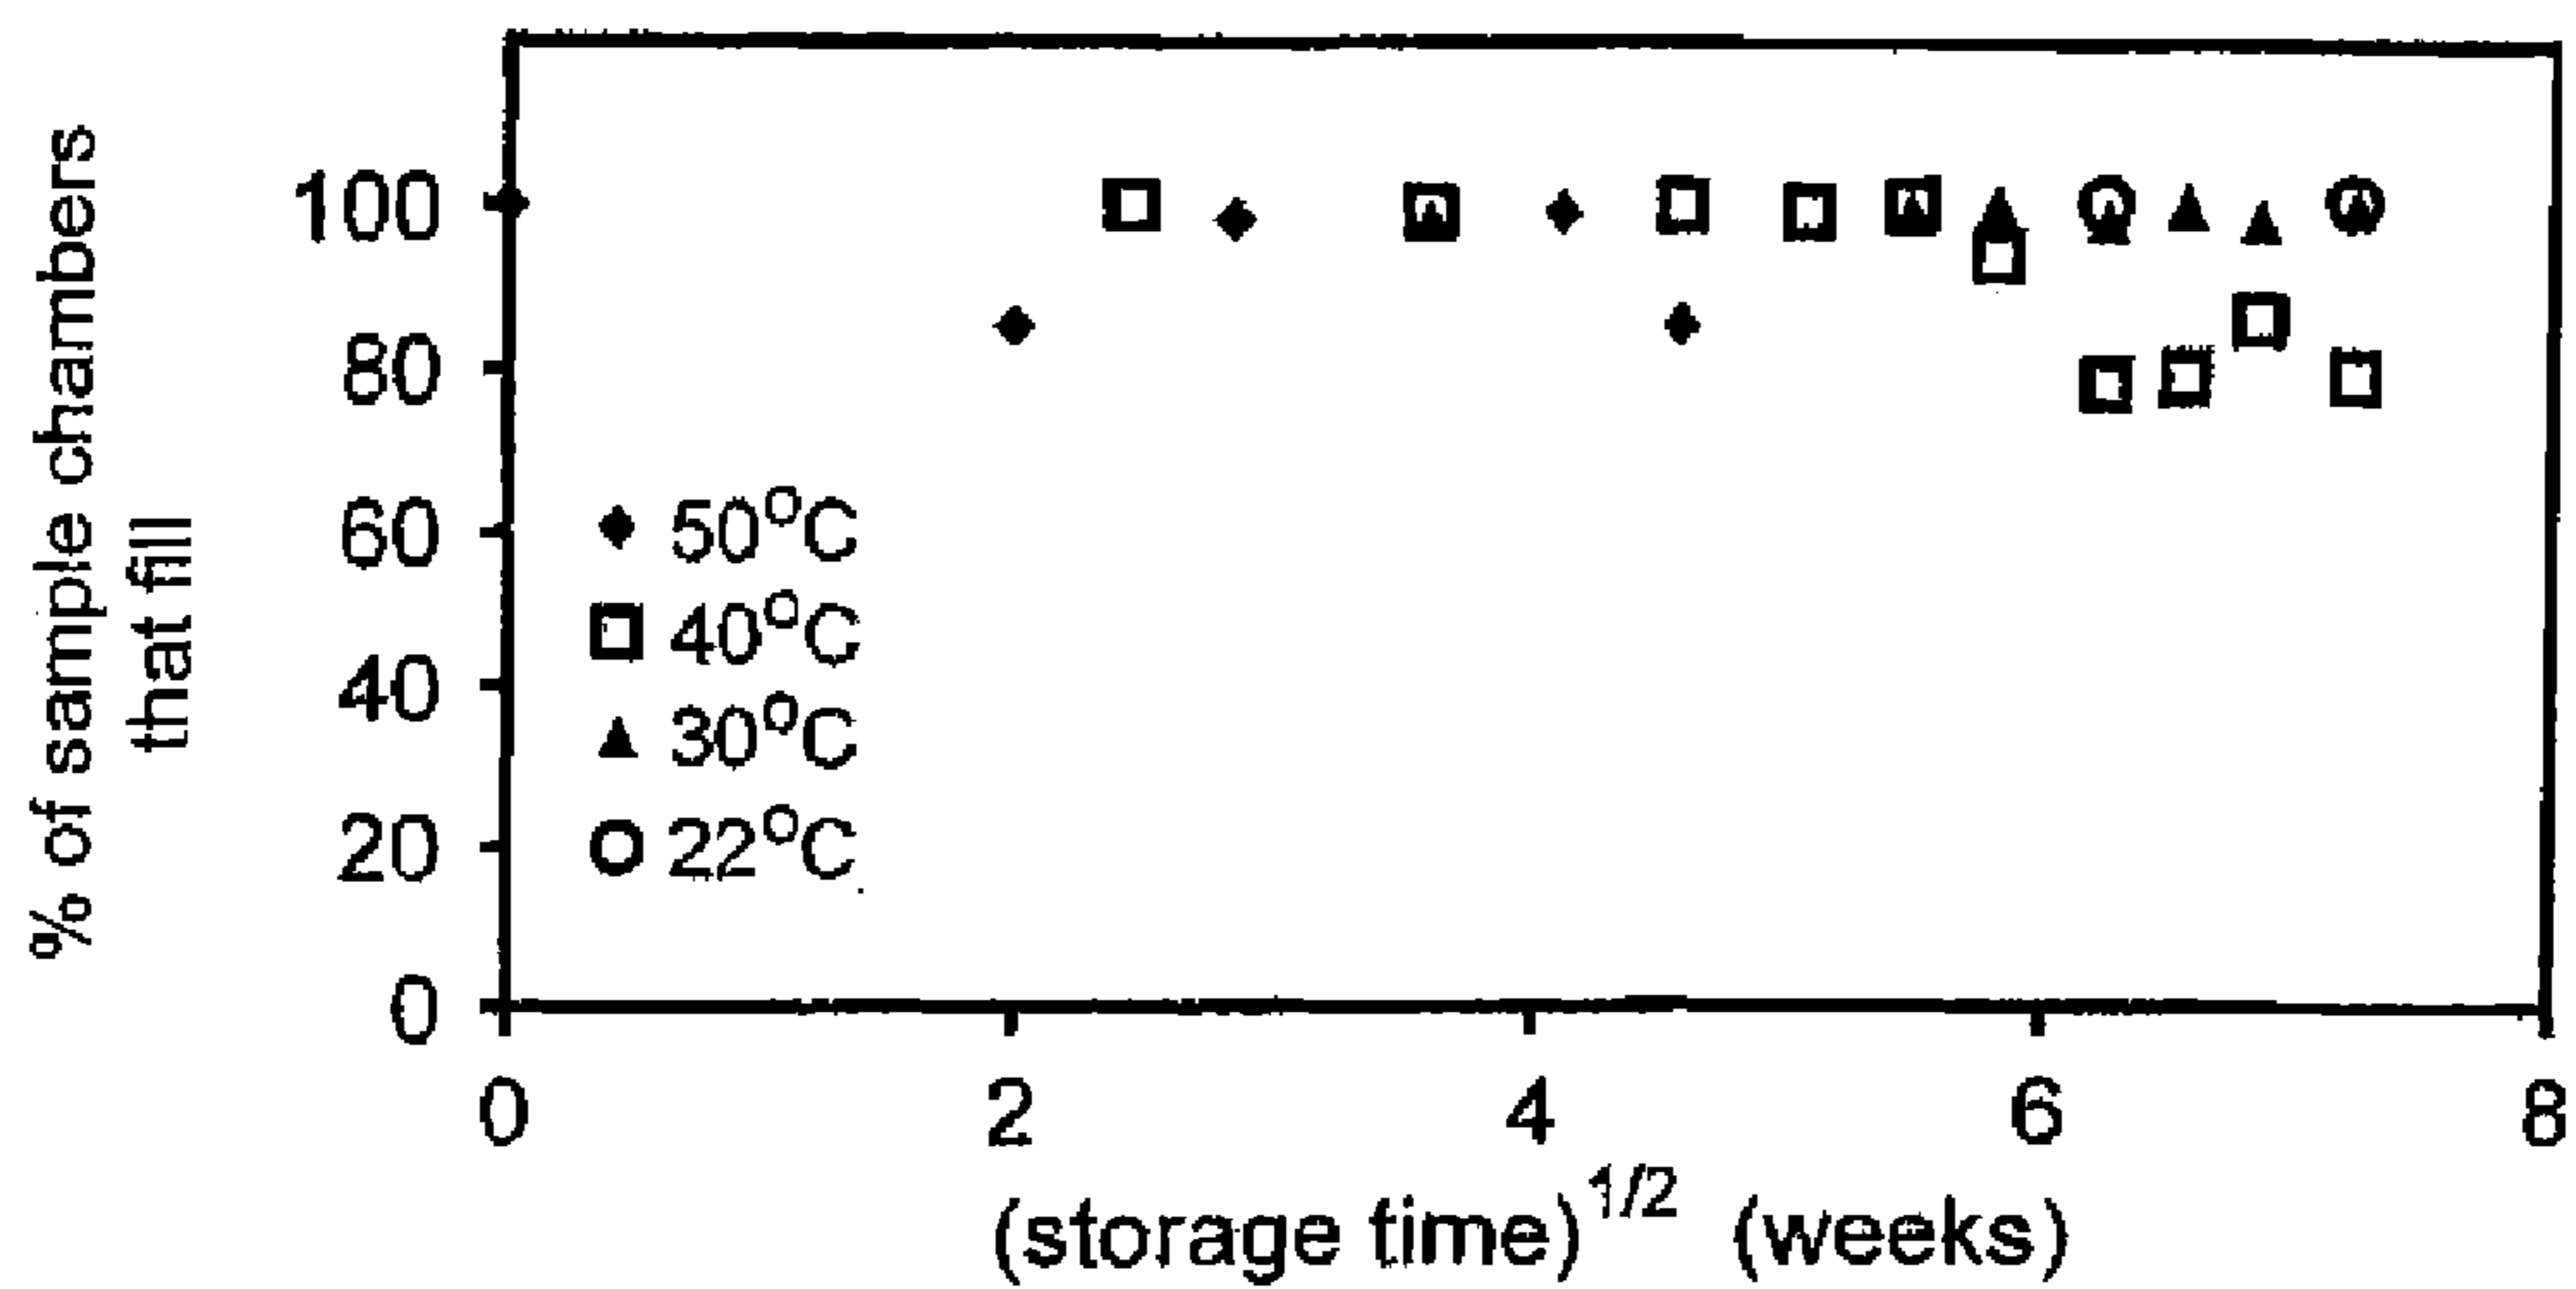 % of sample chambers
that fill
100
80
60
40
20
0
50°C
40°C
30°C
22°C
0 2 4 6 8
(storage time)^1/2 (weeks)